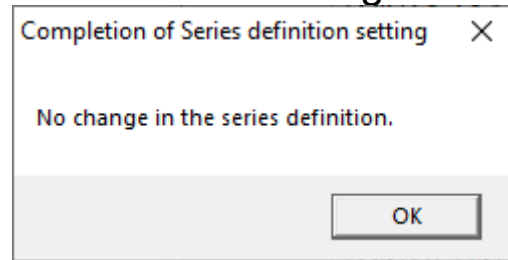 Completion of Series definition setting
No change in the series definition.
OK